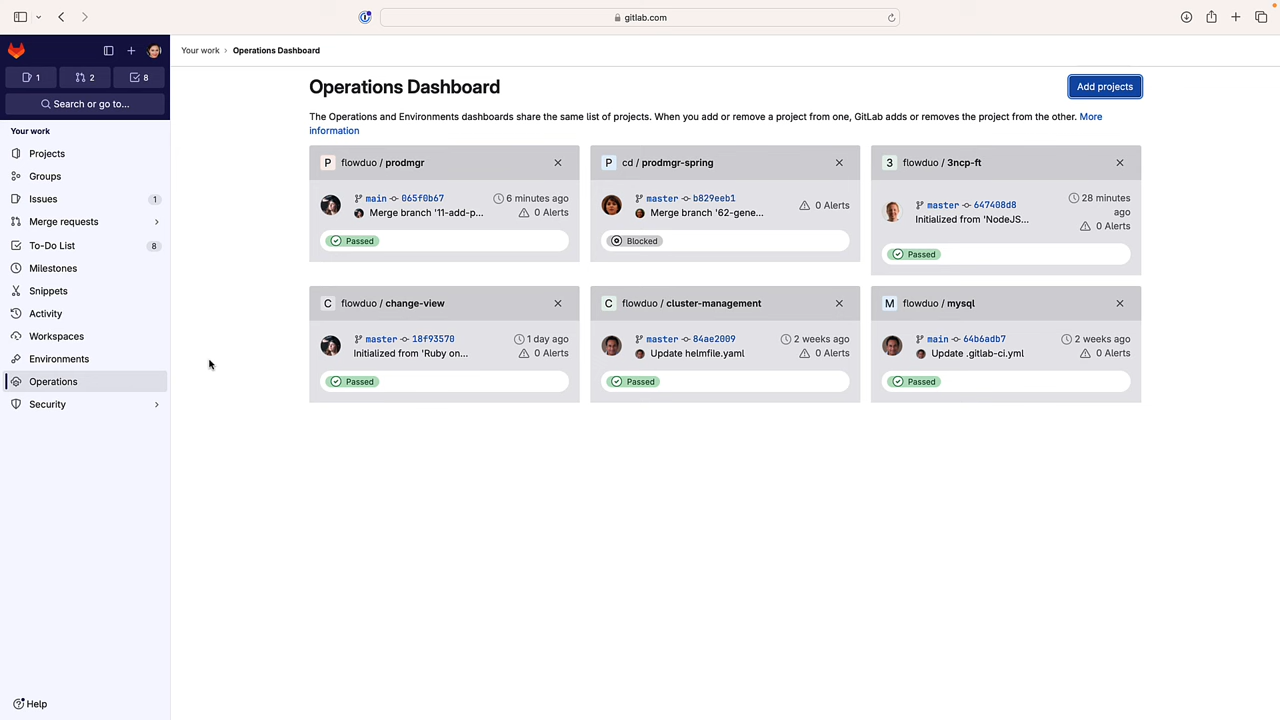 gitlab.com
1
2
8
Search or go to...
Your work
Projects
Groups
Issues 1
Merge requests
To-Do List 8
Milestones
Snippets
Activity
Workspaces
Environments
Operations
Security
Help
Your work › Operations Dashboard
Operations Dashboard
Add projects
The Operations and Environments dashboards share the same list of projects. When you add or remove a project from one, GitLab adds or removes the project from the other. More
information
P flowduo / prodmgr
main 065f0b67 6 minutes ago
Merge branch '11-add-p... 0 Alerts
Passed
P cd / prodmgr-spring
master b829eeb1
Merge branch '62-gene... 0 Alerts
Blocked
3 flowduo / 3ncp-ft
master 647408d8 28 minutes
ago
Initialized from 'NodeJS... 0 Alerts
Passed
C flowduo / change-view
master 18f93570 1 day ago
Initialized from 'Ruby on... 0 Alerts
Passed
C flowduo / cluster-management
master 84ae2009 2 weeks ago
Update helmfile.yaml 0 Alerts
Passed
M flowduo / mysql
main 64b6adb7 2 weeks ago
Update .gitlab-ci.yml 0 Alerts
Passed